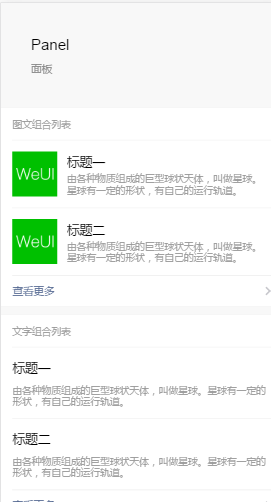 Panel
面板
图文组合列表
WeUI
标题一
由各种物质组成的巨型球状天体，叫做星球。
星球有一定的形状，有自己的运行轨道。
WeUI
标题二
由各种物质组成的巨型球状天体，叫做星球。
星球有一定的形状，有自己的运行轨道。
查看更多
文字组合列表
标题一
由各种物质组成的巨型球状天体，叫做星球。星球有一定的
形状，有自己的运行轨道。
标题二
由各种物质组成的巨型球状天体，叫做星球。星球有一定的
形状，有自己的运行轨道。